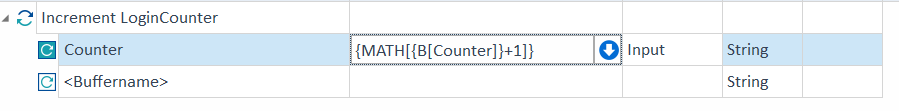 Increment LoginCounter
Counter {MATH[{B[Counter]}+1]} Input String
<Buffername> String